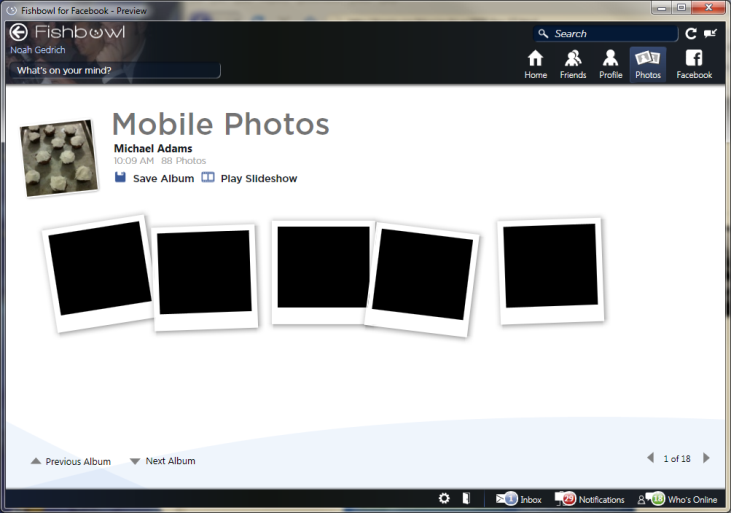 Fishbowl for Facebook - Preview
Fishbowl
Search
Noah Gedrich
What's on your mind?
Home Friends Profile Photos Facebook
Mobile Photos
Michael Adams
10:09 AM 88 Photos
Save Album Play Slideshow
Previous Album Next Album 1 of 18
1 Inbox 29 Notifications 18 Who's Online